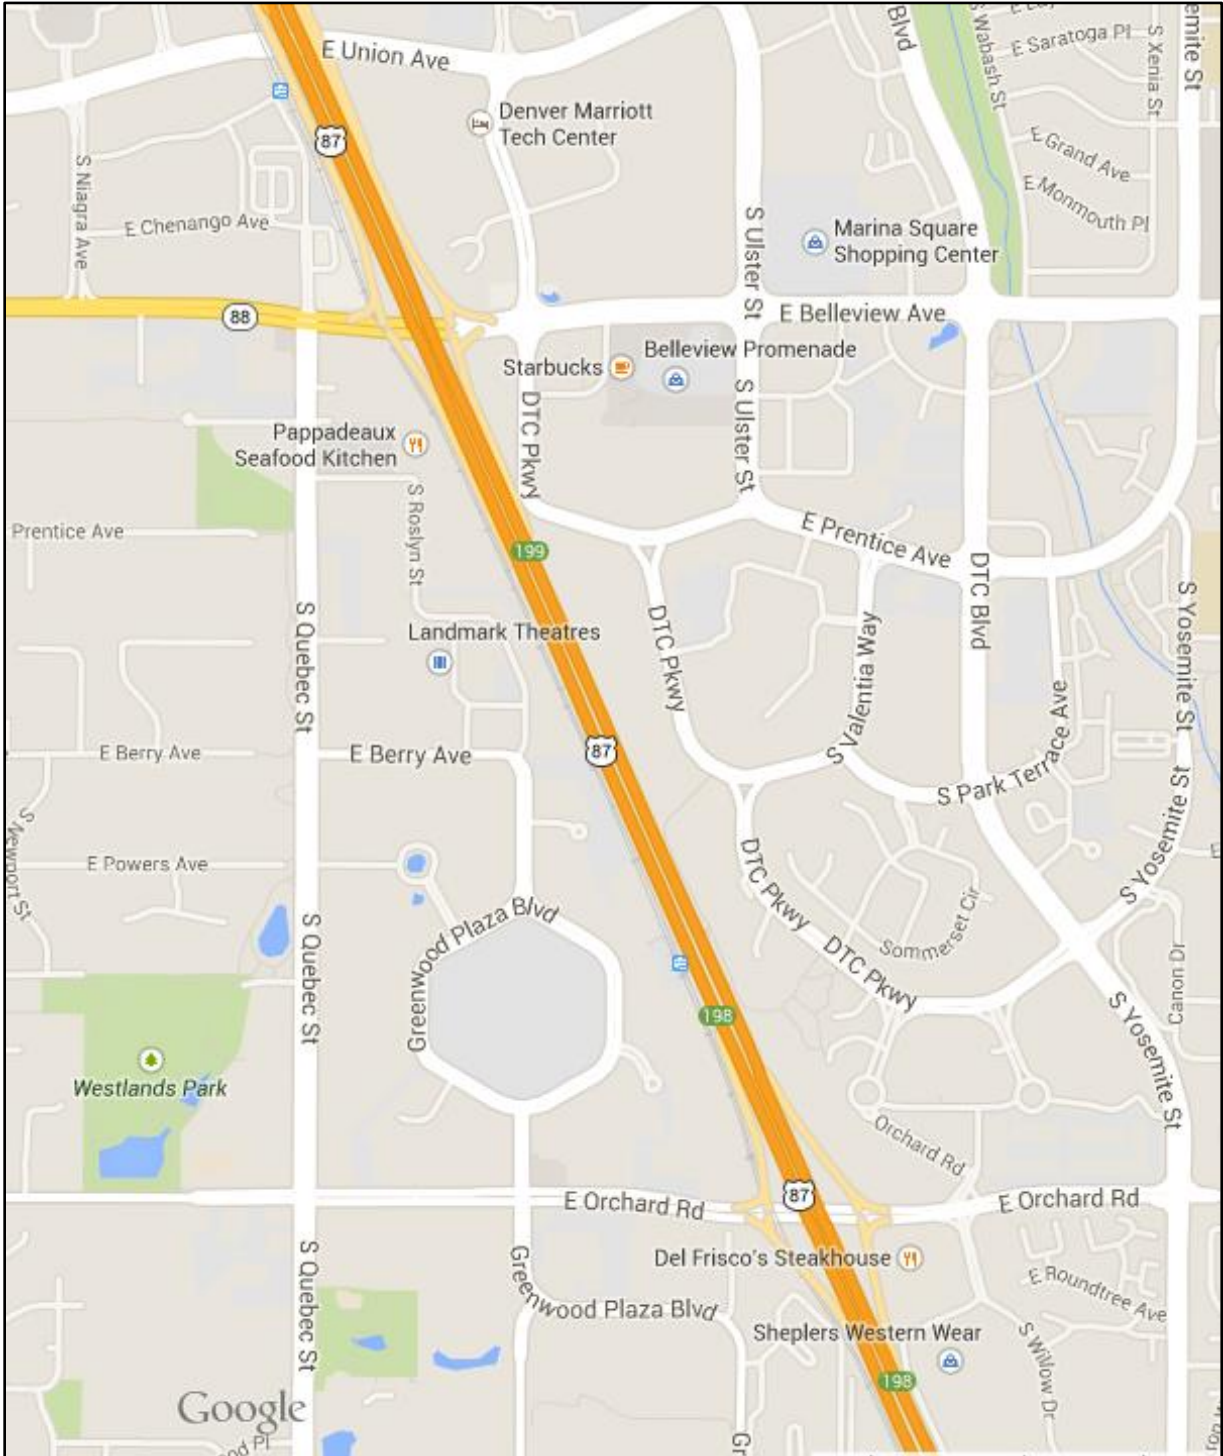 Blvd
S Wabash St
E Saratoga Pl
S Xenia St
emite St
E Union Ave
87
Denver Marriott
Tech Center
E Grand Ave
E Monmouth Pl
S Niagra Ave
E Chenango Ave
S Ulster St
Marina Square
Shopping Center
88
E Belleview Ave
Starbucks
Belleview Promenade
DTC Pkwy
S Ulster St
Pappadeaux
Seafood Kitchen
S Roslyn St
Prentice Ave
E Prentice Ave
199
DTC Blvd
S Yosemite St
S Quebec St
Landmark Theatres
DTC Pkwy
S Valentia Way
87
E Berry Ave
E Berry Ave
S Park Terrace Ave
S Newport St
S Yosemite St
E Powers Ave
DTC Pkwy
Greenwood Plaza Blvd
Sommerset Cir
S Quebec St
DTC Pkwy
Canon Dr
198
S Yosemite St
Westlands Park
Orchard Rd
87
E Orchard Rd
E Orchard Rd
Del Frisco's Steakhouse
S Quebec St
Greenwood Plaza Blvd
E Roundtree Ave
Sheplers Western Wear
S Willow Dr
198
Google
od Pl
Gr